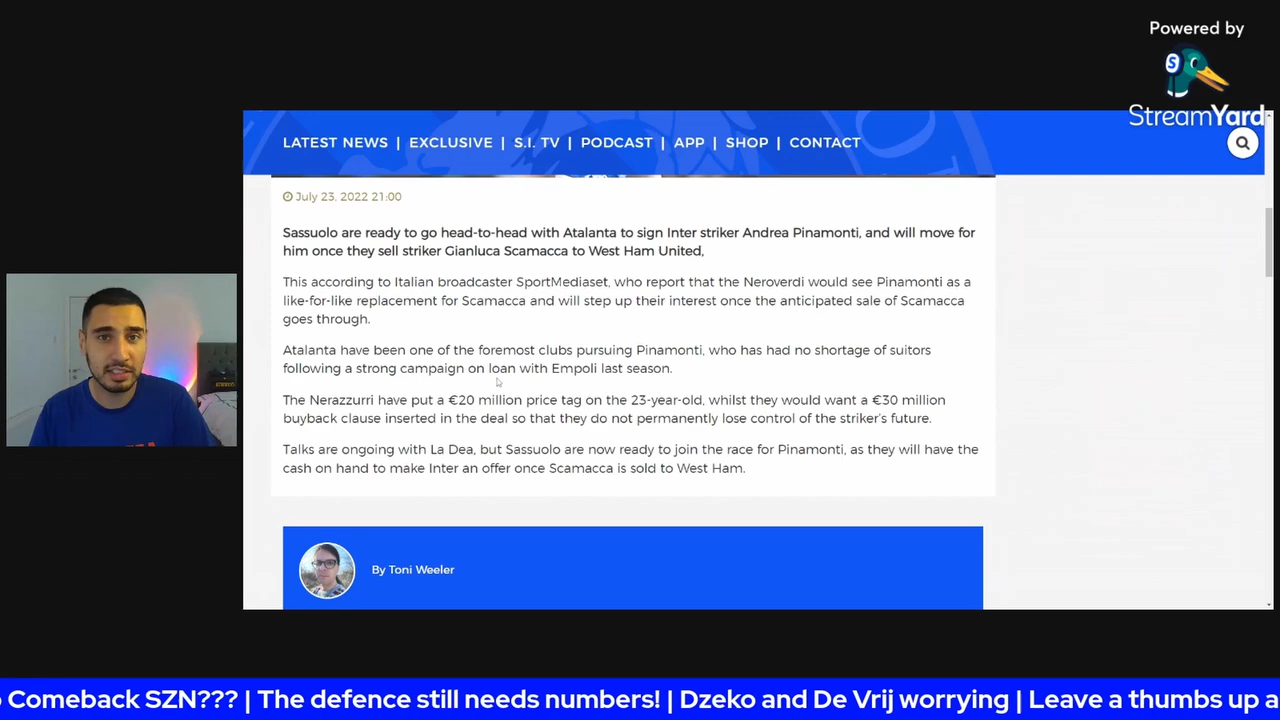 Powered by
StreamYard
LATEST NEWS | EXCLUSIVE | S.I. TV | PODCAST | APP | SHOP | CONTACT
July 23, 2022 21:00
Sassuolo are ready to go head-to-head with Atalanta to sign Inter striker Andrea Pinamonti, and will move for
him once they sell striker Gianluca Scamacca to West Ham United,
This according to Italian broadcaster SportMediaset, who report that the Neroverdi would see Pinamonti as a
like-for-like replacement for Scamacca and will step up their interest once the anticipated sale of Scamacca
goes through.
Atalanta have been one of the foremost clubs pursuing Pinamonti, who has had no shortage of suitors
following a strong campaign on loan with Empoli last season.
The Nerazzurri have put a €20 million price tag on the 23-year-old, whilst they would want a €30 million
buyback clause inserted in the deal so that they do not permanently lose control of the striker's future.
Talks are ongoing with La Dea, but Sassuolo are now ready to join the race for Pinamonti, as they will have the
cash on hand to make Inter an offer once Scamacca is sold to West Ham.
By Toni Weeler
Comeback SZN??? | The defence still needs numbers! | Dzeko and De Vrij worrying | Leave a thumbs up a